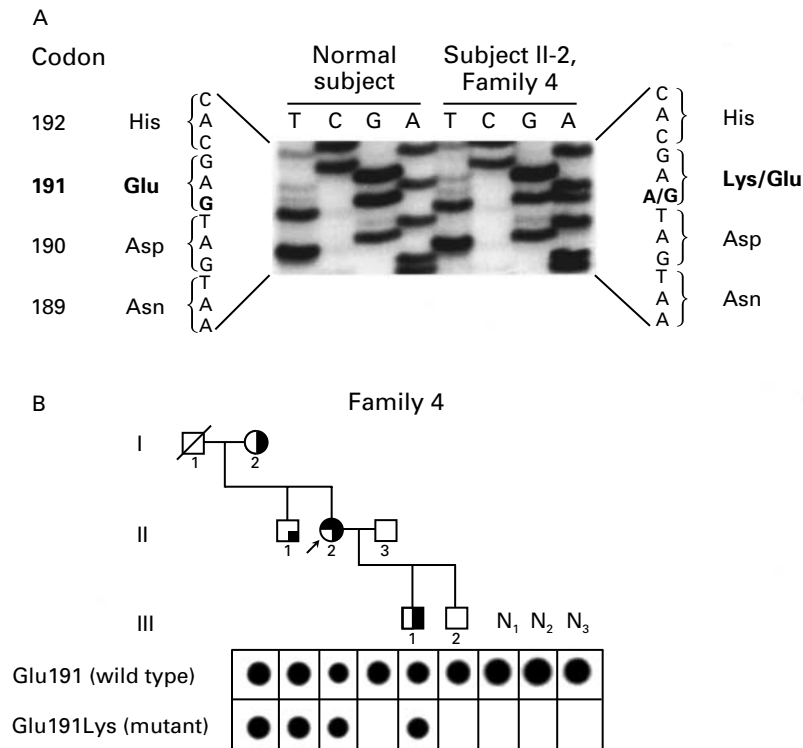 A
Codon
Normal subject
Subject II-2, Family 4
T C G A T C G A
192 His C A C
191 Glu G A G
190 Asp T A G
189 Asn T A A
C A C His
G A A/G Lys/Glu
T A G Asp
T A A Asn
B
Family 4
I
1 2
II
1 2 3
III
1 2 N1 N2 N3
Glu191 (wild type)
Glu191Lys (mutant)